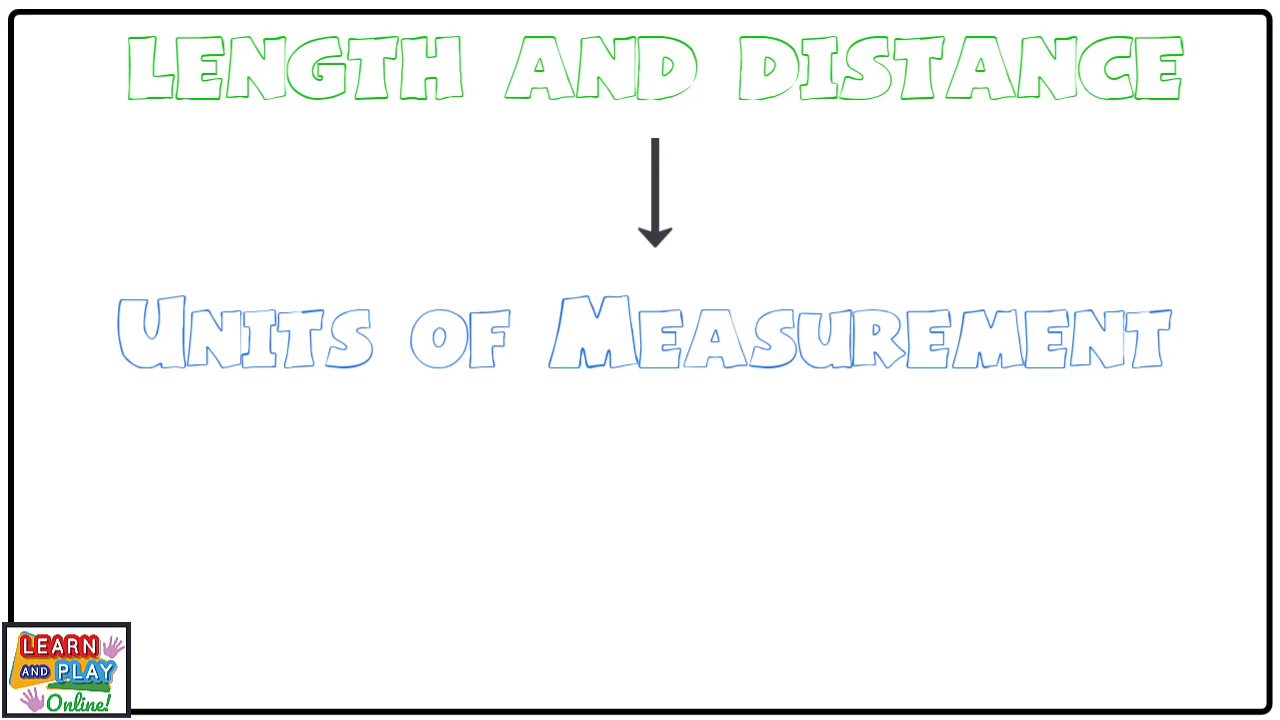 LENGTH AND DISTANCE
UNITS OF MEASUREMENT
LEARN
AND PLAY
Online!